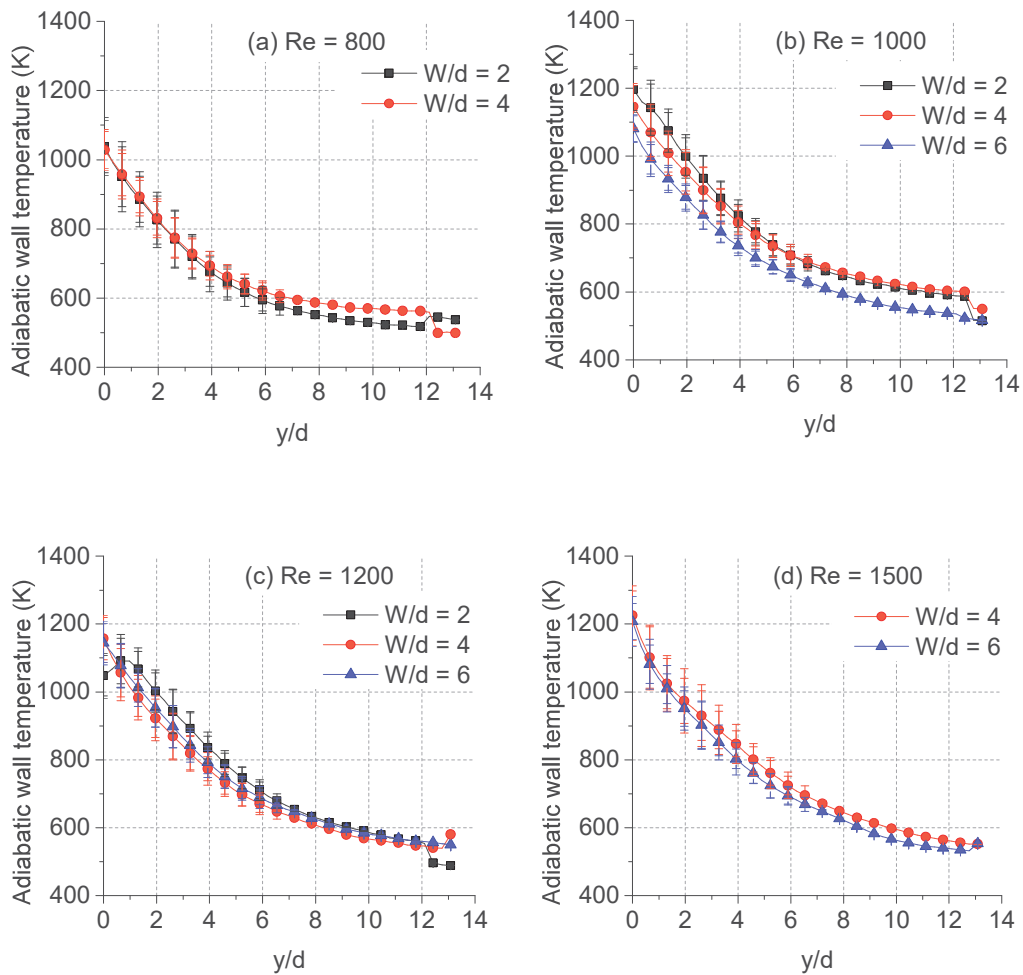 (a) Re = 800
W/d = 2
W/d = 4
Adiabatic wall temperature (K)
1400
1200
1000
800
600
400
0 2 4 6 8 10 12 14
y/d
(b) Re = 1000
W/d = 2
W/d = 4
W/d = 6
Adiabatic wall temperature (K)
1400
1200
1000
800
600
400
0 2 4 6 8 10 12 14
y/d
(c) Re = 1200
W/d = 2
W/d = 4
W/d = 6
Adiabatic wall temperature (K)
1400
1200
1000
800
600
400
0 2 4 6 8 10 12 14
y/d
(d) Re = 1500
W/d = 4
W/d = 6
Adiabatic wall temperature (K)
1400
1200
1000
800
600
400
0 2 4 6 8 10 12 14
y/d